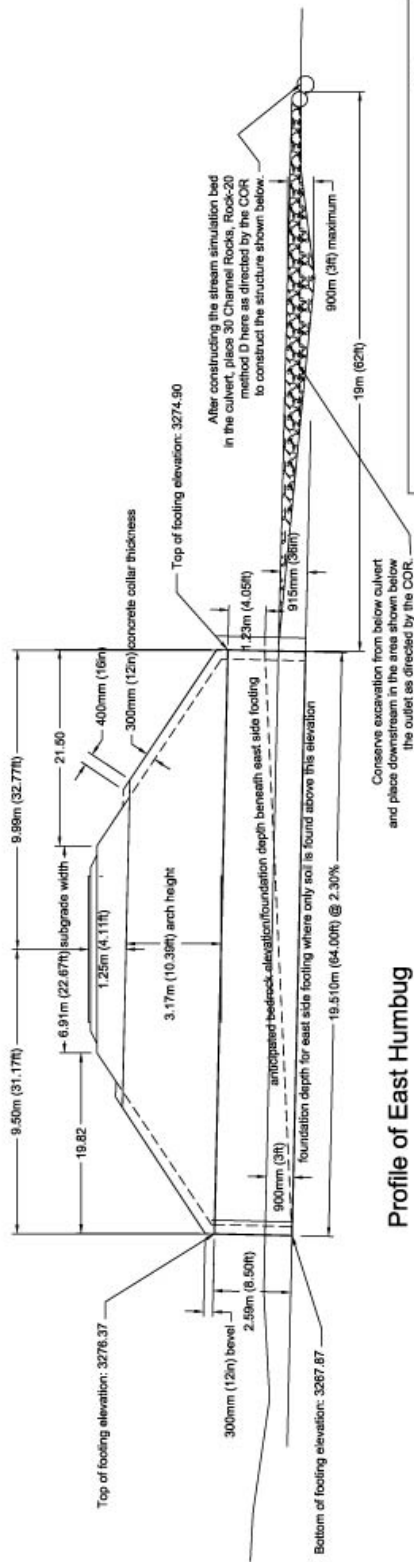 9.50m (31.17ft)
9.99m (32.77ft)
6.91m (22.67ft) subgrade width
19.82
21.50
400mm (16in)
300mm (12in) concrete collar thickness
1.25m (4.11ft)
Top of footing elevation: 3276.37
Top of footing elevation: 3274.90
3.17m (10.39ft) arch height
300mm (12in) bevel
2.59m (8.50ft)
1.23m (4.05ft)
915mm (36in)
900mm (3ft)
anticipated bedrock elevation/foundation depth beneath east side footing
foundation depth for east side footing where only soil is found above this elevation
19.510m (64.00ft) @ 2.30%
Bottom of footing elevation: 3267.87
After constructing the stream simulation bed
in the culvert, place 30 Channel Rocks, Rock-20
method D here as directed by the COR
to construct the structure shown below.
900m (3ft) maximum
19m (62ft)
Conserve excavation from below culvert
and place downstream in the area shown below
the outlet as directed by the COR.
Profile of East Humbug